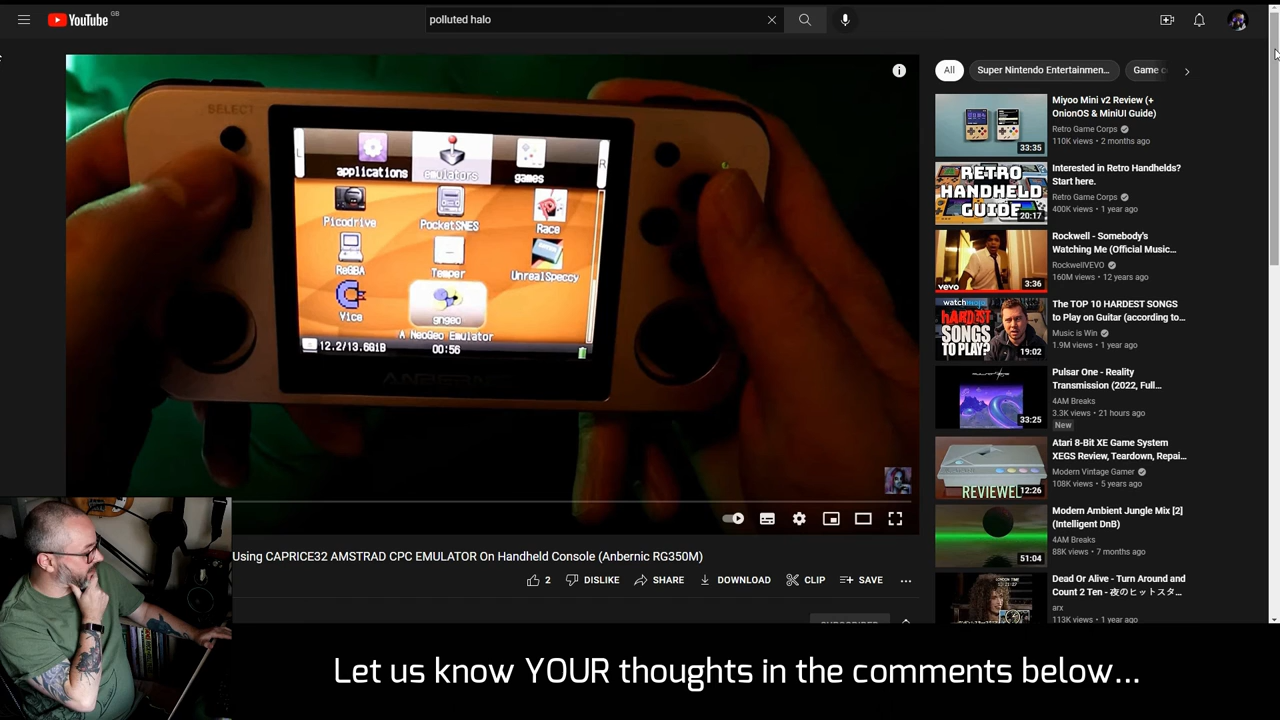 YouTube GB
polluted halo
SELECT
L
R
applications
emulators
games
Picodrive
PocketSNES
Race
ReGBA
Temper
UnrealSpeccy
Vice
gngeo
A NeoGeo Emulator
12.2/13.6GiB
00:56
ANBERNIC
Using CAPRICE32 AMSTRAD CPC EMULATOR On Handheld Console (Anbernic RG350M)
2
DISLIKE
SHARE
DOWNLOAD
CLIP
SAVE
...
SUBSCRIBED
All
Super Nintendo Entertainmen...
Game c
33:35
Miyoo Mini v2 Review (+
OnionOS & MiniUI Guide)
Retro Game Corps
110K views • 2 months ago
RETRO
HANDHELD
GUIDE
20:17
Interested in Retro Handhelds?
Start here.
Retro Game Corps
400K views • 1 year ago
vevo
3:36
Rockwell - Somebody's
Watching Me (Official Music...
RockwellVEVO
160M views • 12 years ago
watchmojo
HARDEST
SONGS
TO PLAY?
19:02
The TOP 10 HARDEST SONGS
to Play on Guitar (according to...
Music is Win
1.9M views • 1 year ago
33:25
Pulsar One - Reality
Transmission (2022, Full...
4AM Breaks
3.3K views • 21 hours ago
New
REVIEWED
12:26
Atari 8-Bit XE Game System
XEGS Review, Teardown, Repai...
Modern Vintage Gamer
108K views • 5 years ago
51:04
Modern Ambient Jungle Mix [2]
(Intelligent DnB)
4AM Breaks
88K views • 7 months ago
Dead Or Alive - Turn Around and
Count 2 Ten - 夜のヒットスタ...
arx
113K views • 1 year ago
Let us know YOUR thoughts in the comments below...